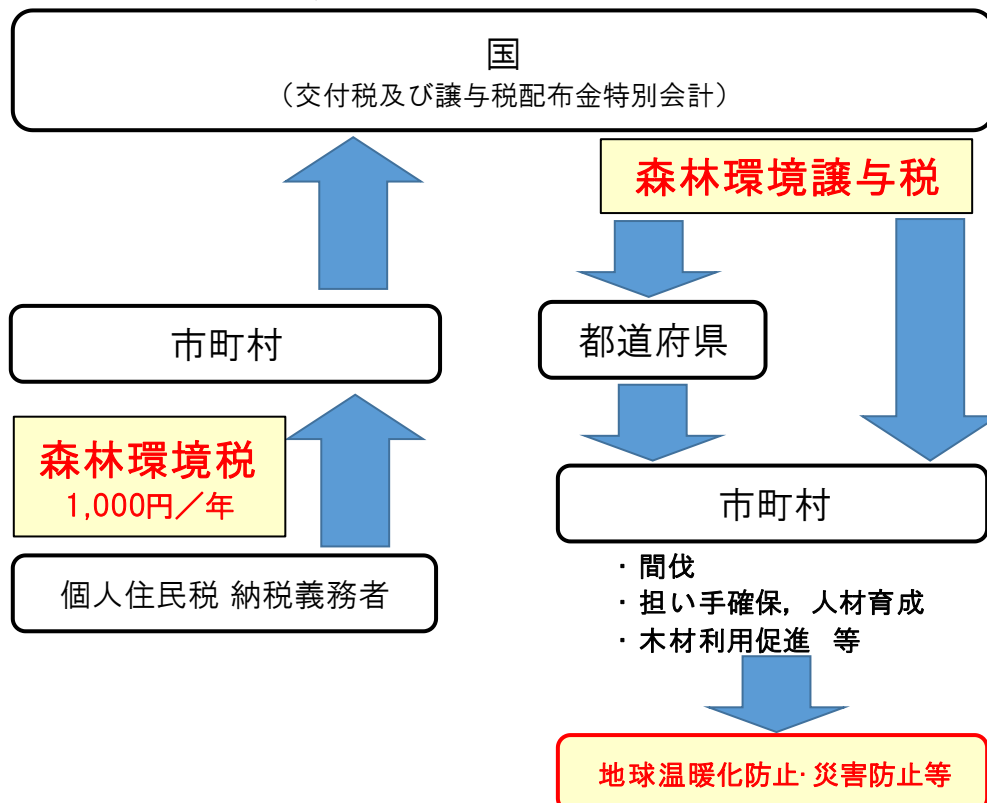 国
（交付税及び譲与税配布金特別会計）
森林環境譲与税
市町村
都道府県
森林環境税
1,000円／年
市町村
個人住民税 納税義務者
・間伐
・担い手確保，人材育成
・木材利用促進　等
地球温暖化防止・災害防止等